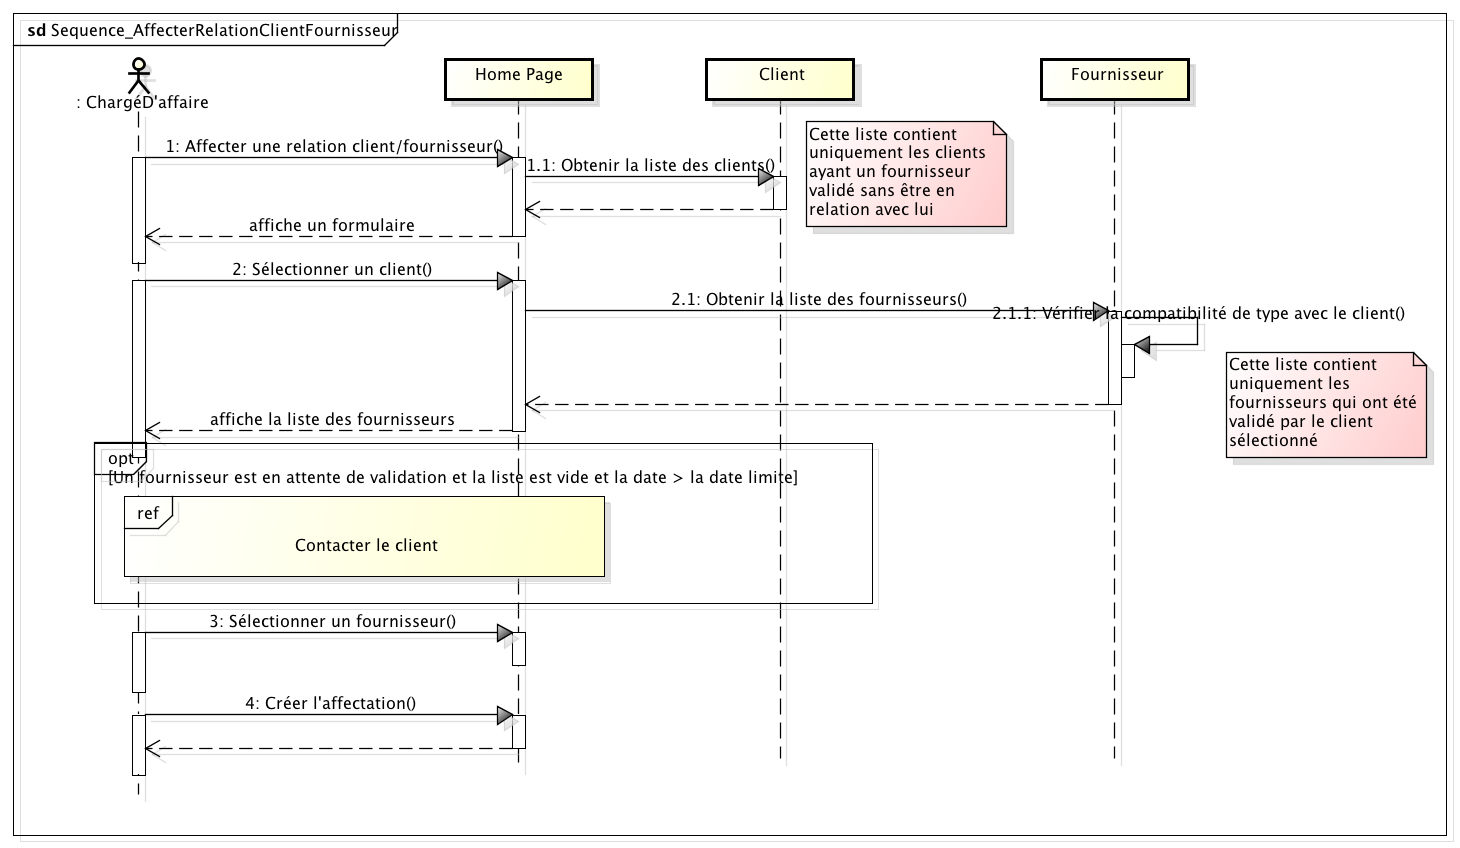 sd Sequence_AffecterRelationClientFournisseur
: ChargéD'affaire
Home Page
Client
Fournisseur
1: Affecter une relation client/fournisseur()
1.1: Obtenir la liste des clients()
Cette liste contient
uniquement les clients
ayant un fournisseur
validé sans être en
relation avec lui
affiche un formulaire
2: Sélectionner un client()
2.1: Obtenir la liste des fournisseurs()
2.1.1: Vérifier la compatibilité de type avec le client()
Cette liste contient
uniquement les
fournisseurs qui ont été
validé par le client
sélectionné
affiche la liste des fournisseurs
opt
[Un fournisseur est en attente de validation et la liste est vide et la date > la date limite]
ref
Contacter le client
3: Sélectionner un fournisseur()
4: Créer l'affectation()